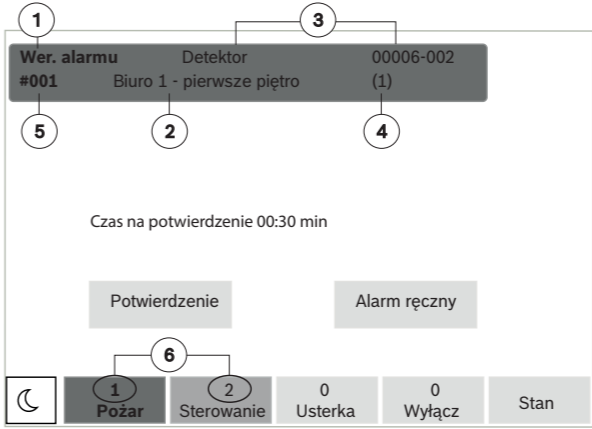 1
3
Wer. alarmu Detektor 00006-002
#001 Biuro 1 - pierwsze piętro (1)
5
2
4
Czas na potwierdzenie 00:30 min
Potwierdzenie Alarm ręczny
6
1 2 0 0
Pożar Sterowanie Usterka Wyłącz Stan